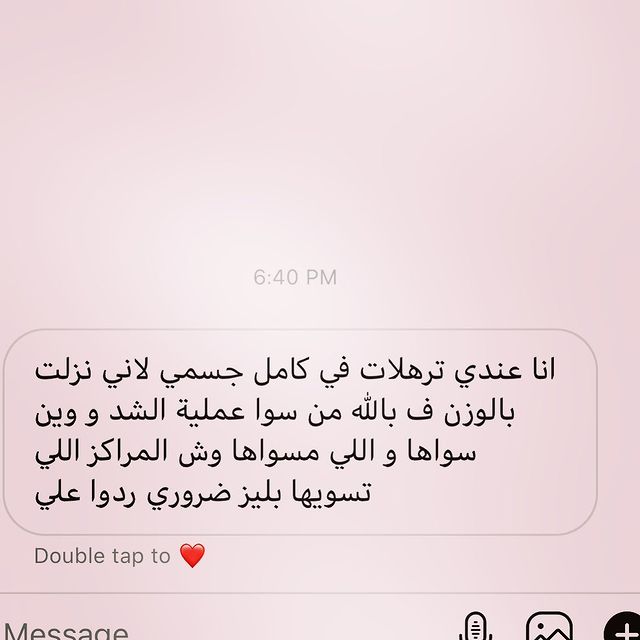 6:40 PM
انا عندي ترهلات في كامل جسمي لاني نزلت
بالوزن ف بالله من سوا عملية الشد و وين
سواها و اللي مسواها وش المراكز اللي
تسويها بليز ضروري ردوا علي
Double tap to ❤️
Message